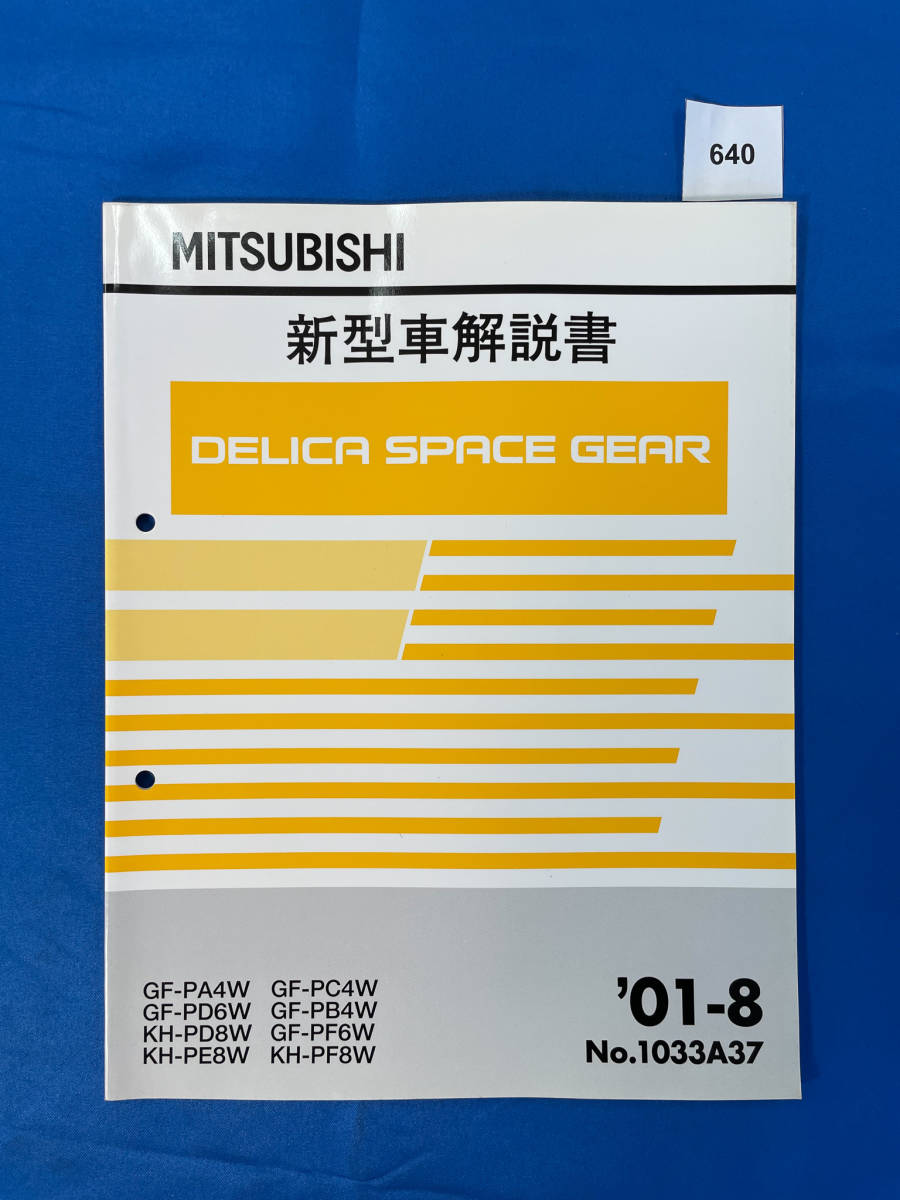 640
MITSUBISHI
新型車解説書
DELICA SPACE GEAR
GF-PA4W GF-PC4W
GF-PD6W GF-PB4W
KH-PD8W GF-PF6W
KH-PE8W KH-PF8W
'01-8
No.1033A37